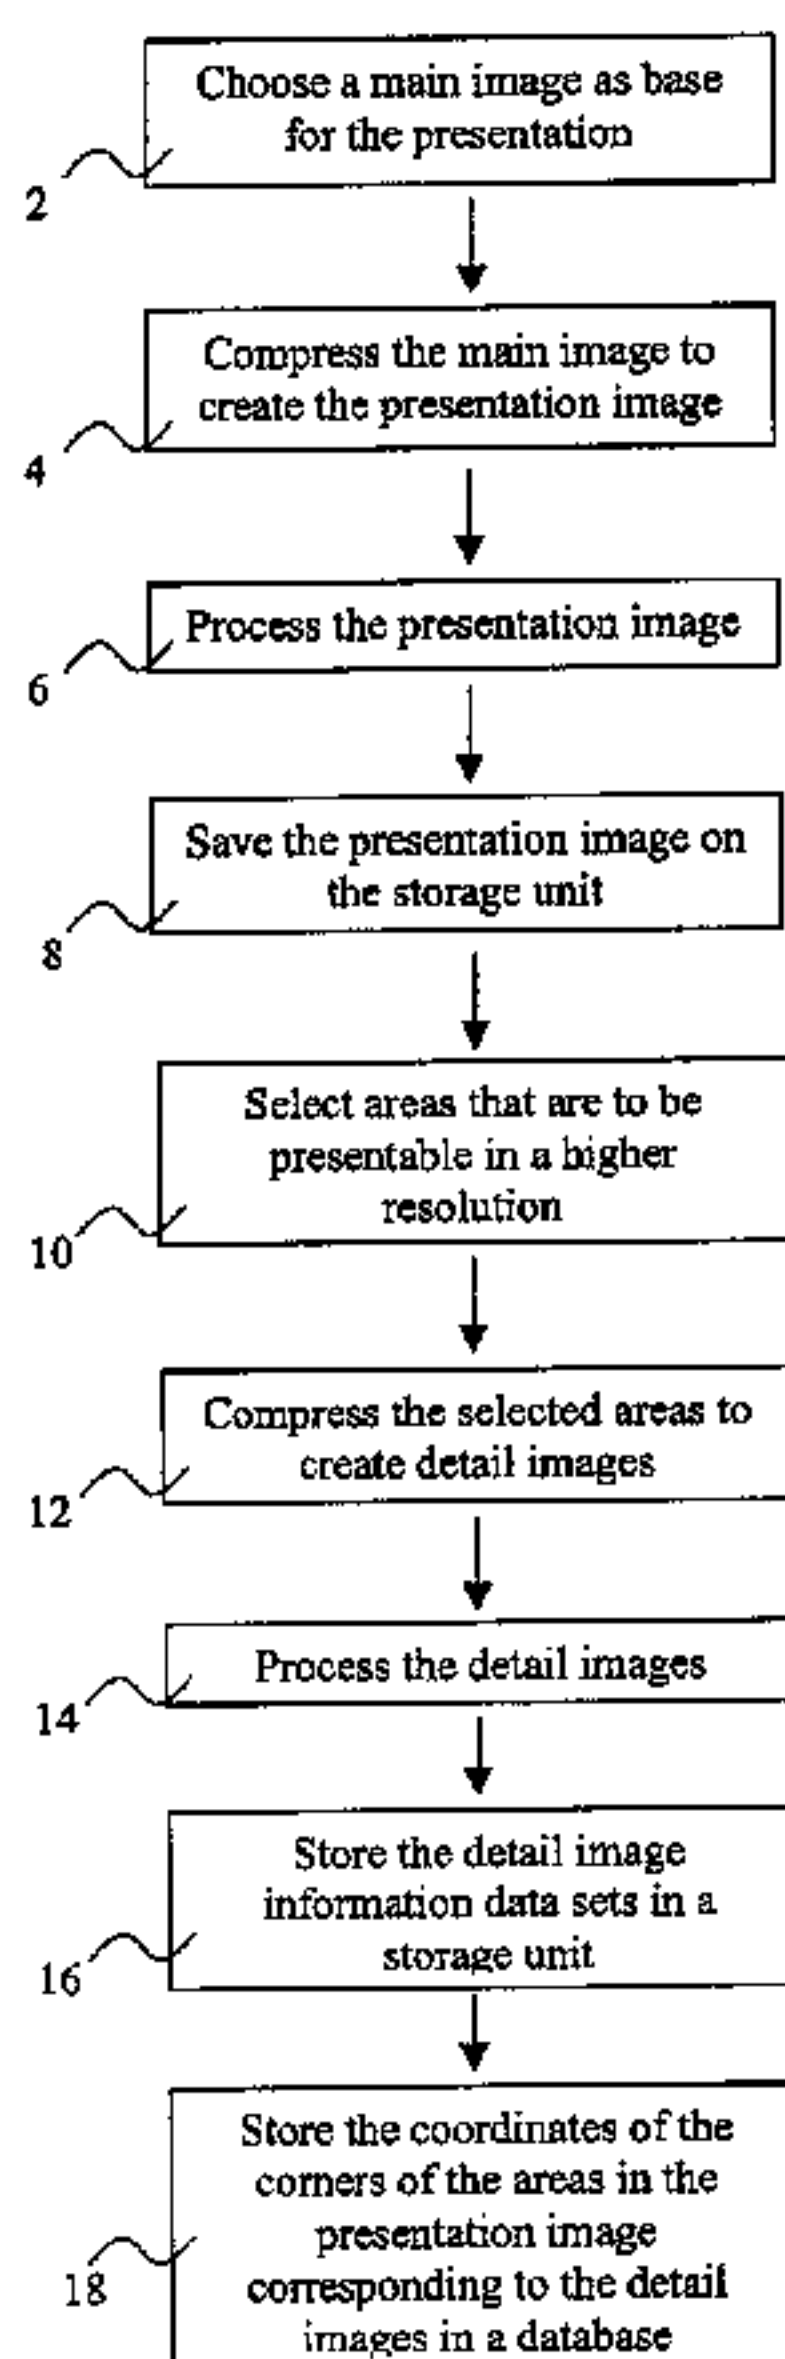 Choose a main image as base
for the presentation
2
Compress the main image to
create the presentation image
4
Process the presentation image
6
Save the presentation image on
the storage unit
8
Select areas that are to be
presentable in a higher
resolution
10
Compress the selected areas to
create detail images
12
Process the detail images
14
Store the detail image
information data sets in a
storage unit
16
Store the coordinates of the
corners of the areas in the
presentation image
corresponding to the detail
images in a database
18